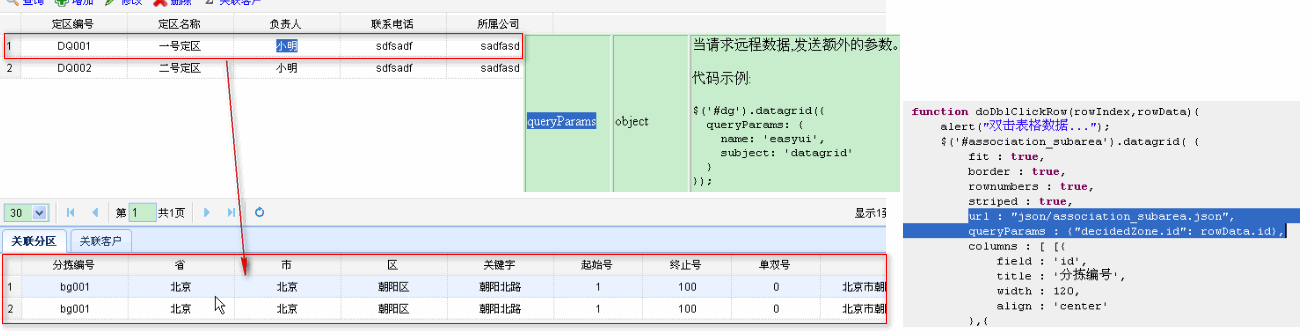 查询 增加 修改 删除 关联客户
定区编号 定区名称 负责人 联系电话 所属公司
1 DQ001 一号定区 小明 sdfsadf sadfasd
2 DQ002 二号定区 小明 sdfsadf sadfasd
queryParams object
当请求远程数据,发送额外的参数。
代码示例:
$('#dg').datagrid({
queryParams: {
name: 'easyui',
subject: 'datagrid'
}
});
30 第 1 共1页 显示1到
关联分区 关联客户
分拣编号 省 市 区 关键字 起始号 终止号 单双号
1 bg001 北京 北京 朝阳区 朝阳北路 1 100 0 北京市朝
2 bg001 北京 北京 朝阳区 朝阳北路 1 100 0 北京市朝
function doDblClickRow(rowIndex,rowData){
alert("双击表格数据...");
$('#association_subarea').datagrid( {
fit : true,
border : true,
rownumbers : true,
striped : true,
url : "json/association_subarea.json",
queryParams : {"decidedZone.id": rowData.id},
columns : [ [{
field : 'id',
title : '分拣编号',
width : 120,
align : 'center'
},{